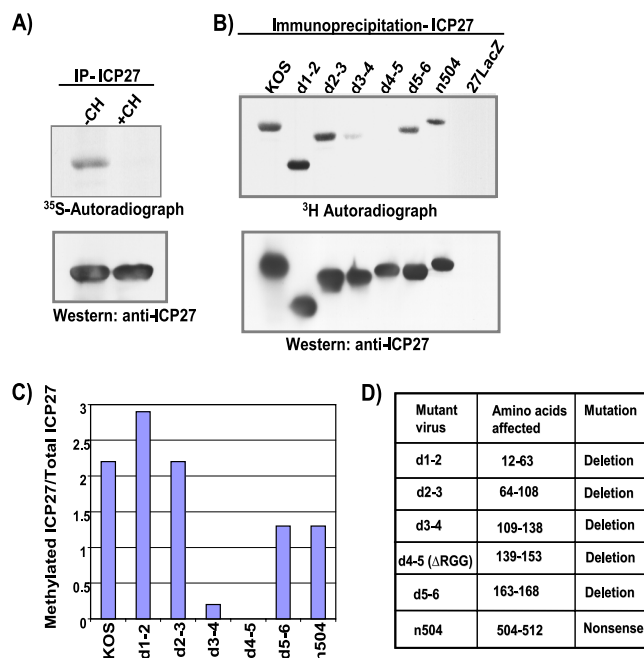 A)
IP- ICP27
-CH +CH
35S-Autoradiograph
Western: anti-ICP27
B)
Immunoprecipitation- ICP27
KOS d1-2 d2-3 d3-4 d4-5 d5-6 n504 27LacZ
3H Autoradiograph
Western: anti-ICP27
C)
Methylated ICP27/Total ICP27
3
2.5
2
1.5
1
0.5
0
KOS d1-2 d2-3 d3-4 d4-5 d5-6 n504
D)
Mutant virus Amino acids affected Mutation
d1-2 12-63 Deletion
d2-3 64-108 Deletion
d3-4 109-138 Deletion
d4-5 (ΔRGG) 139-153 Deletion
d5-6 163-168 Deletion
n504 504-512 Nonsense